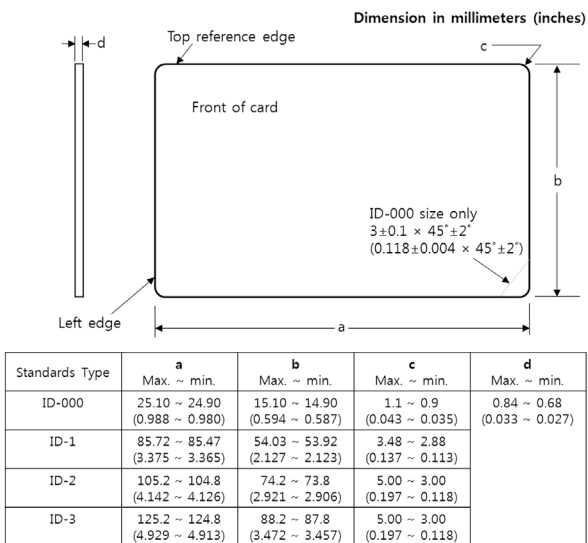 Dimension in millimeters (inches)
d
Top reference edge
c
Front of card
b
ID-000 size only
3±0.1 × 45˚±2˚
(0.118±0.004 × 45˚±2˚)
Left edge
a
Standards Type a b c d
Max. ~ min. Max. ~ min. Max. ~ min. Max. ~ min.
ID-000 25.10 ~ 24.90 15.10 ~ 14.90 1.1 ~ 0.9 0.84 ~ 0.68
(0.988 ~ 0.980) (0.594 ~ 0.587) (0.043 ~ 0.035) (0.033 ~ 0.027)
ID-1 85.72 ~ 85.47 54.03 ~ 53.92 3.48 ~ 2.88
(3.375 ~ 3.365) (2.127 ~ 2.123) (0.137 ~ 0.113)
ID-2 105.2 ~ 104.8 74.2 ~ 73.8 5.00 ~ 3.00
(4.142 ~ 4.126) (2.921 ~ 2.906) (0.197 ~ 0.118)
ID-3 125.2 ~ 124.8 88.2 ~ 87.8 5.00 ~ 3.00
(4.929 ~ 4.913) (3.472 ~ 3.457) (0.197 ~ 0.118)